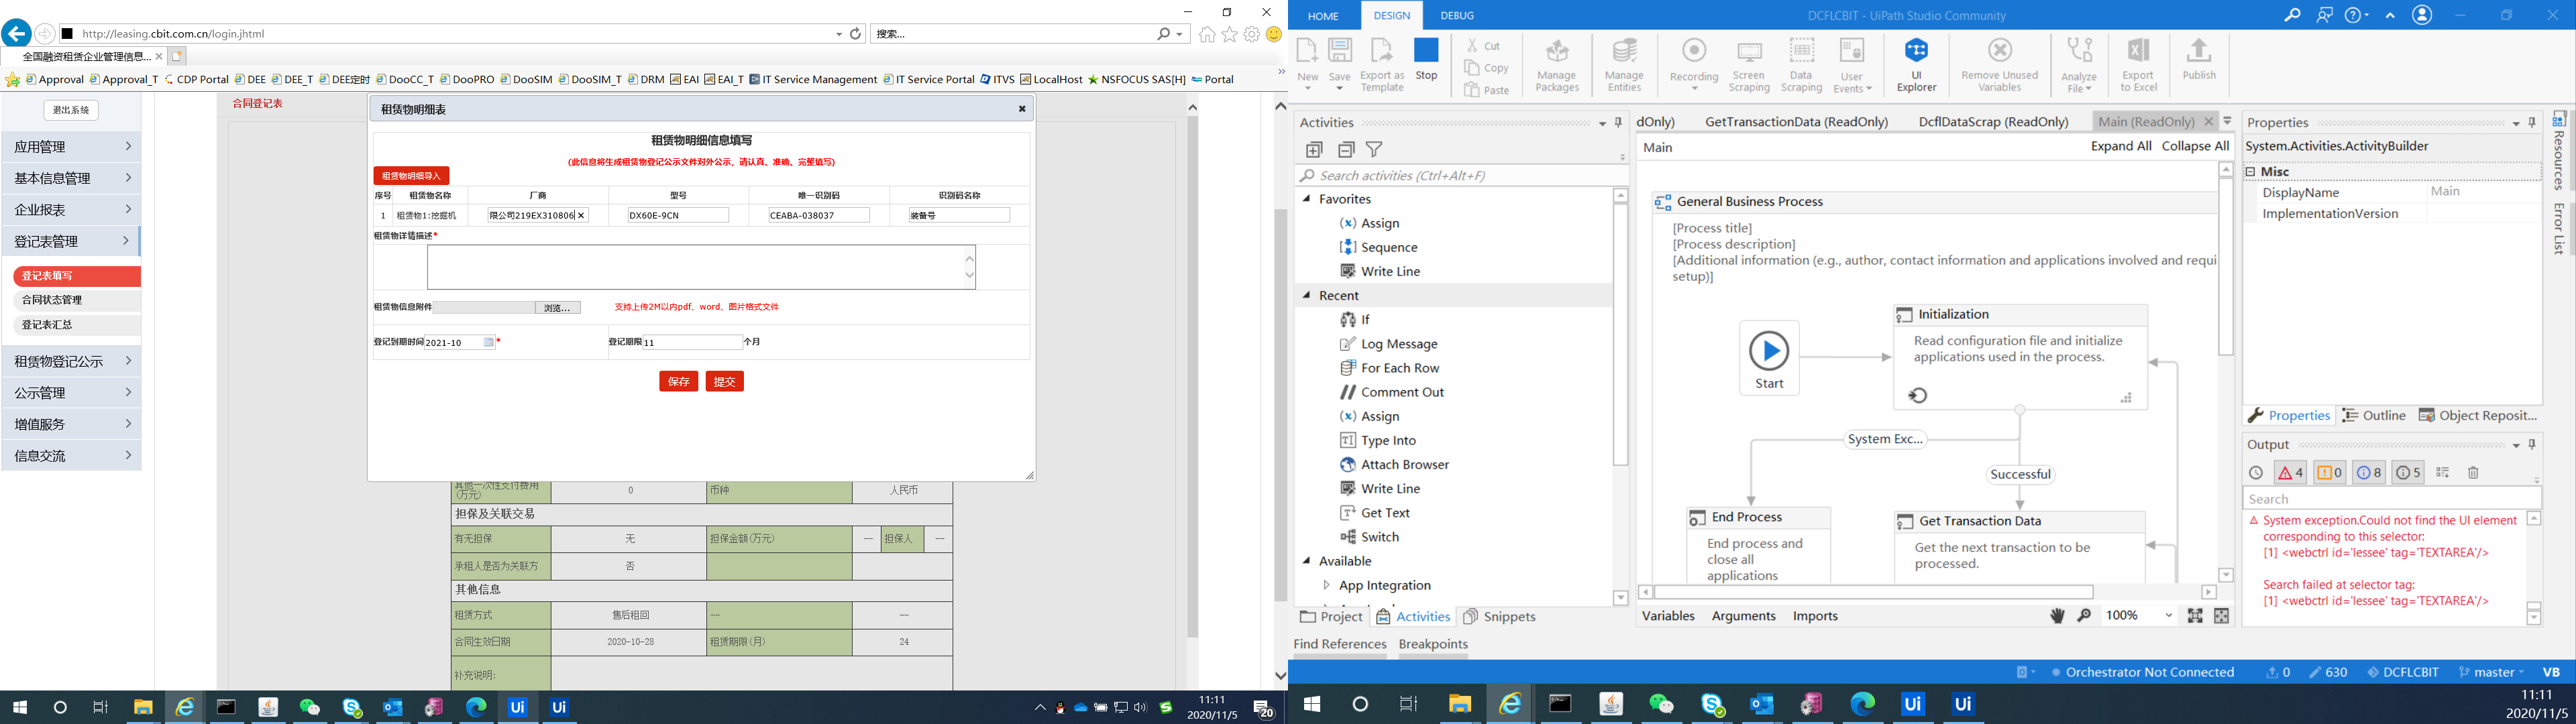 http://leasing.cbit.com.cn/login.jhtml
搜索...
全国融资租赁企业管理信息...
Approval
Approval_T
CDP Portal
DEE
DEE_T
DEE定时
DooCC_T
DooPRO
DooSIM
DooSIM_T
DRM
EAI
EAI_T
IT Service Management
IT Service Portal
ITVS
LocalHost
NSFOCUS SAS[H]
Portal
退出系统
应用管理
基本信息管理
企业报表
登记表管理
登记表填写
合同状态管理
登记表汇总
租赁物登记公示
公示管理
增值服务
信息交流
合同登记表
租赁物明细表
租赁物明细信息填写
(此信息将生成租赁物登记公示文件对外公示，请认真、准确、完整填写)
租赁物明细导入
序号 租赁物名称 厂商 型号 唯一识别码 识别码名称
1 租赁物1:挖掘机 限公司219EX310806 DX60E-9CN CEABA-038037 装备号
租赁物详情描述*
租赁物信息附件 浏览... 支持上传2M以内pdf、word、图片格式文件
登记到期时间 2021-10 * 登记期限 11 个月
保存 提交
其他一次性支付费用(万元) 0 币种 人民币
担保及关联交易
有无担保 无 担保金额(万元) -- 担保人 --
承租人是否为关联方 否
其他信息
租赁方式 售后租回 -- --
合同生效日期 2020-10-28 租赁期限(月) 24
补充说明:
11:11
2020/11/5
20
HOME DESIGN DEBUG
DCFLCBIT - UiPath Studio Community
New
Save
Export as Template
Stop
Cut
Copy
Paste
Manage Packages
Manage Entities
Recording
Screen Scraping
Data Scraping
User Events
UI Explorer
Remove Unused Variables
Analyze File
Export to Excel
Publish
Activities
Search activities (Ctrl+Alt+F)
Favorites
Assign
Sequence
Write Line
Recent
If
Log Message
For Each Row
Comment Out
Assign
Type Into
Attach Browser
Write Line
Get Text
Switch
Available
App Integration
Project
Activities
Snippets
Find References
Breakpoints
dOnly)
GetTransactionData (ReadOnly)
DcflDataScrap (ReadOnly)
Main (ReadOnly)
Main
Expand All
Collapse All
General Business Process
[Process title]
[Process description]
[Additional information (e.g., author, contact information and applications involved and requi
setup)]
Start
Initialization
Read configuration file and initialize
applications used in the process.
System Exc...
Successful
End Process
End process and
close all
applications
Get Transaction Data
Get the next transaction to be
processed.
Variables
Arguments
Imports
100%
Properties
System.Activities.ActivityBuilder
Misc
DisplayName Main
ImplementationVersion
Properties
Outline
Object Reposit...
Resources
Error List
Output
4
0
8
5
Search
System exception.Could not find the UI element
corresponding to this selector:
[1] <webctrl id='lessee' tag='TEXTAREA'/>
Search failed at selector tag:
[1] <webctrl id='lessee' tag='TEXTAREA'/>
Orchestrator Not Connected
0
630
DCFLCBIT
master
VB
11:11
2020/11/5